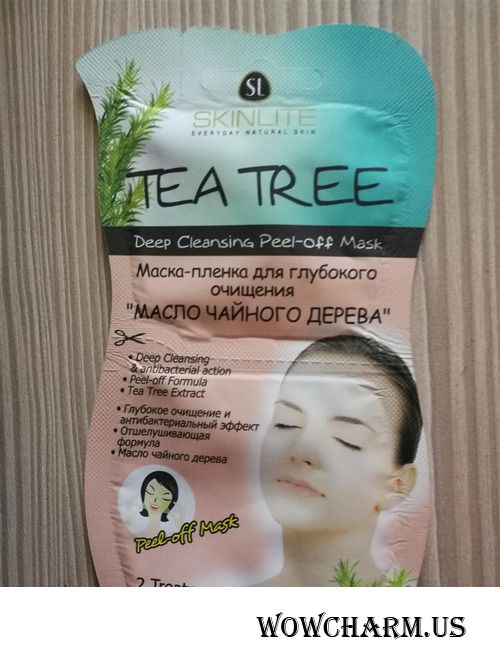 SL
SKINLITE
EVERYDAY NATURAL SKIN
TEA TREE
Deep Cleansing Peel-off Mask
Маска-пленка для глубокого
очищения
"МАСЛО ЧАЙНОГО ДЕРЕВА"
• Deep Cleansing
& antibacterial action
• Peel-off Formula
• Tea Tree Extract
• Глубокое очищение и
антибактериальный эффект
• Отшелушивающая
формула
• Масло чайного дерева
Peel-off Mask
2
WOWCHARM.US